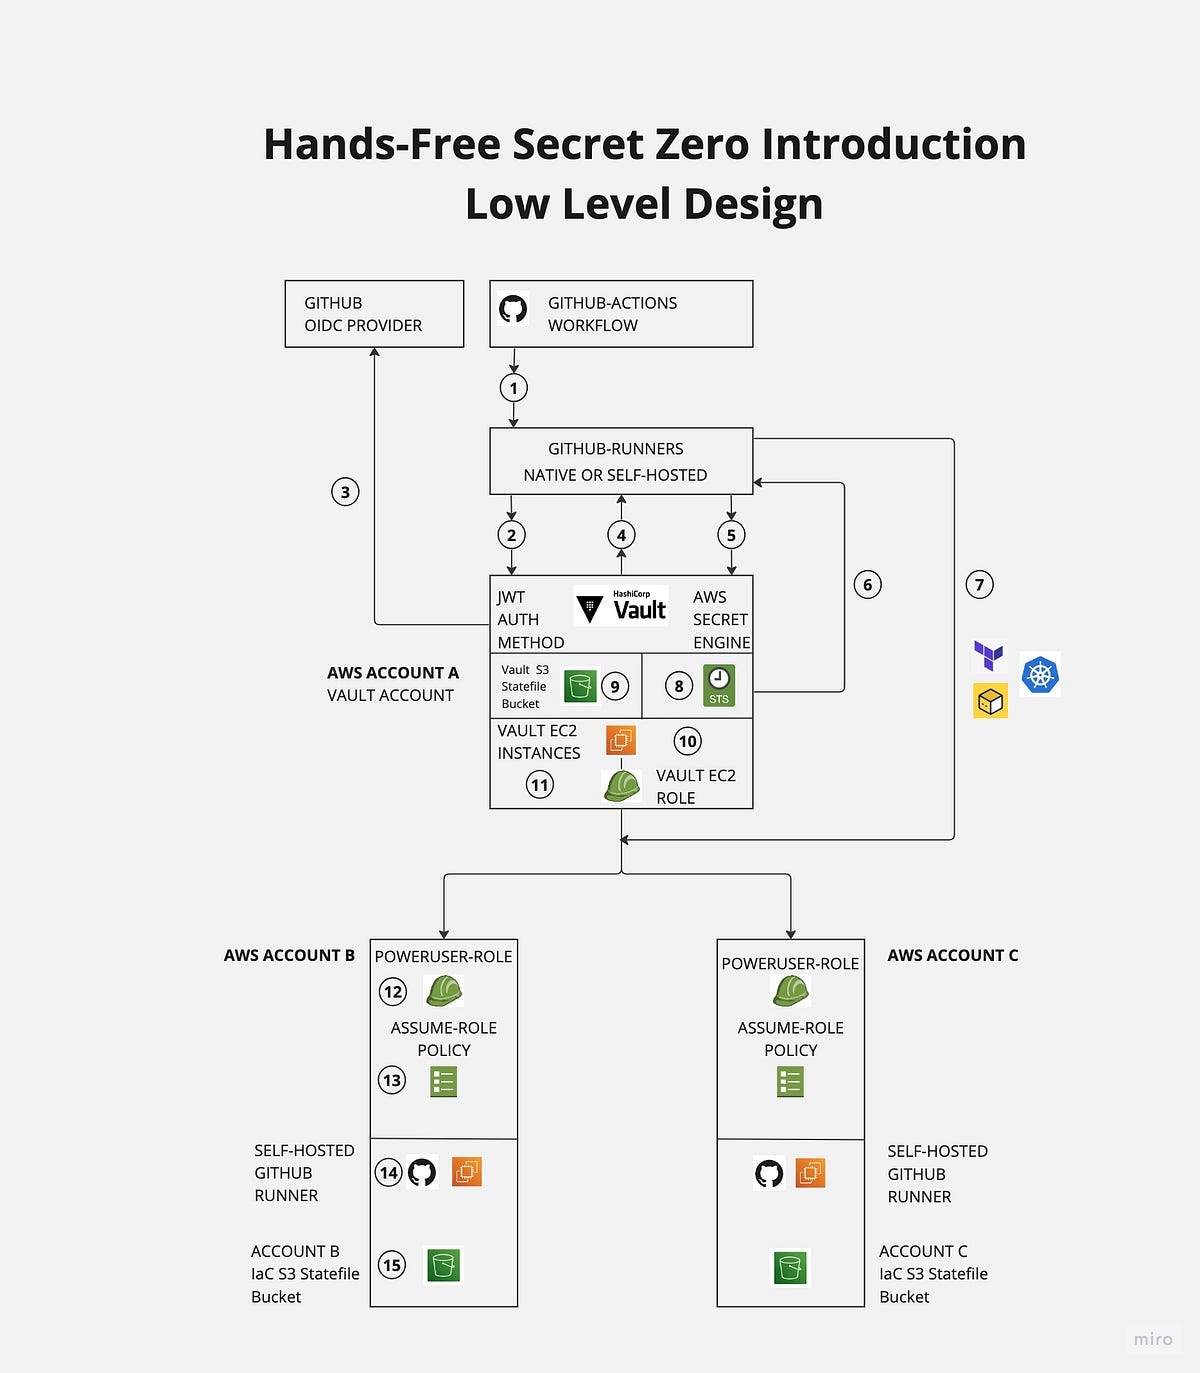 Hands-Free Secret Zero Introduction
Low Level Design
GITHUB
OIDC PROVIDER
GITHUB-ACTIONS
WORKFLOW
1
GITHUB-RUNNERS
NATIVE OR SELF-HOSTED
3
2
4
5
6
7
JWT
AUTH
METHOD
HashiCorp
Vault
AWS
SECRET
ENGINE
AWS ACCOUNT A
VAULT ACCOUNT
Vault S3
Statefile
Bucket
9
8
STS
VAULT EC2
INSTANCES
10
11
VAULT EC2
ROLE
AWS ACCOUNT B
POWERUSER-ROLE
12
ASSUME-ROLE
POLICY
13
SELF-HOSTED
GITHUB
RUNNER
14
ACCOUNT B
IaC S3 Statefile
Bucket
15
POWERUSER-ROLE
AWS ACCOUNT C
ASSUME-ROLE
POLICY
SELF-HOSTED
GITHUB
RUNNER
ACCOUNT C
IaC S3 Statefile
Bucket
miro